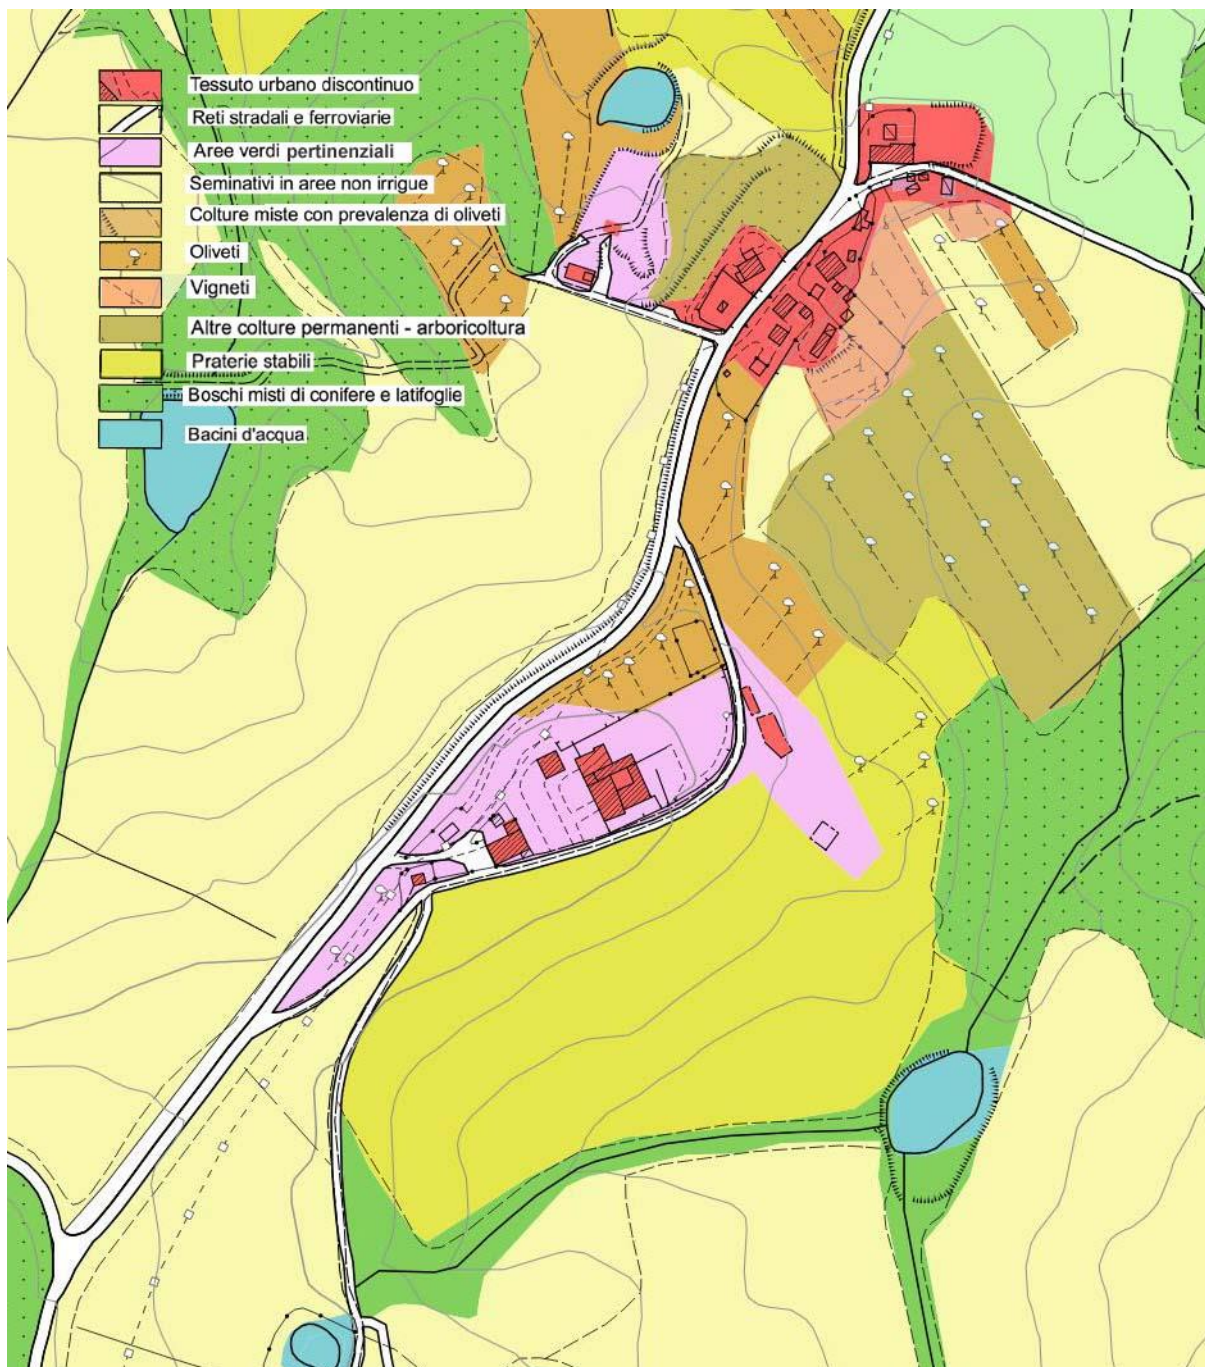 Tessuto urbano discontinuo
Reti stradali e ferroviarie
Aree verdi pertinenziali
Seminativi in aree non irrigue
Colture miste con prevalenza di oliveti
Oliveti
Vigneti
Altre colture permanenti - arboricoltura
Praterie stabili
Boschi misti di conifere e latifoglie
Bacini d'acqua